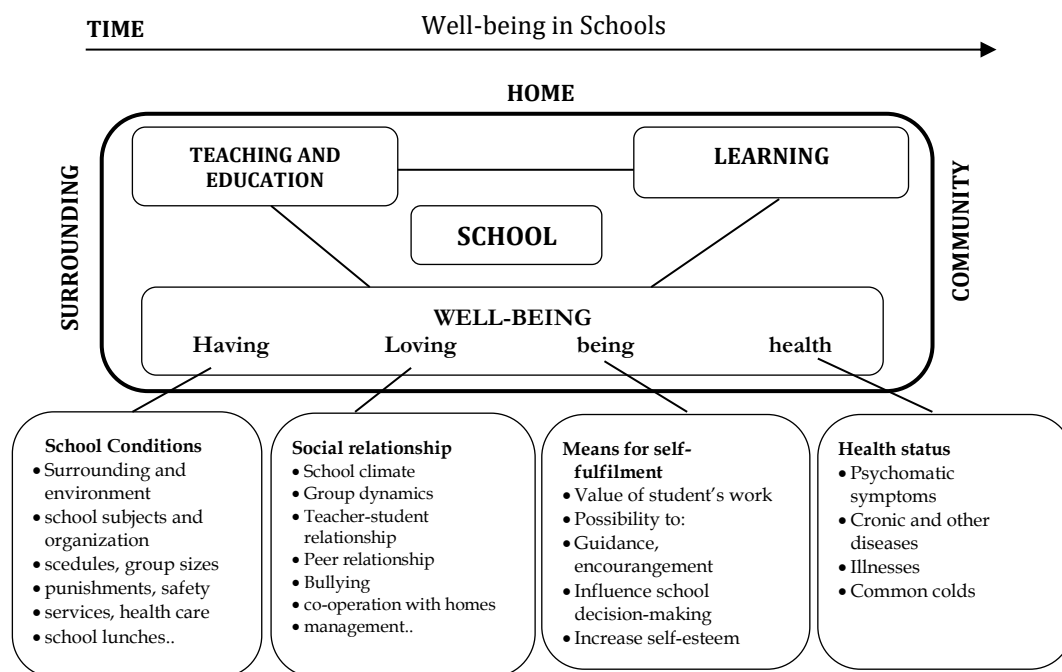 TIME
Well-being in Schools
HOME
SURROUNDING
COMMUNITY
TEACHING AND
EDUCATION
LEARNING
SCHOOL
WELL-BEING
Having Loving being health
School Conditions
• Surrounding and
environment
• school subjects and
organization
• scedules, group sizes
• punishments, safety
• services, health care
• school lunches..
Social relationship
• School climate
• Group dynamics
• Teacher-student
relationship
• Peer relationship
• Bullying
• co-operation with homes
• management..
Means for self-
fulfilment
• Value of student’s work
• Possibility to:
• Guidance,
encourangement
• Influence school
decision-making
• Increase self-esteem
Health status
• Psychomatic
symptoms
• Cronic and other
diseases
• Illnesses
• Common colds